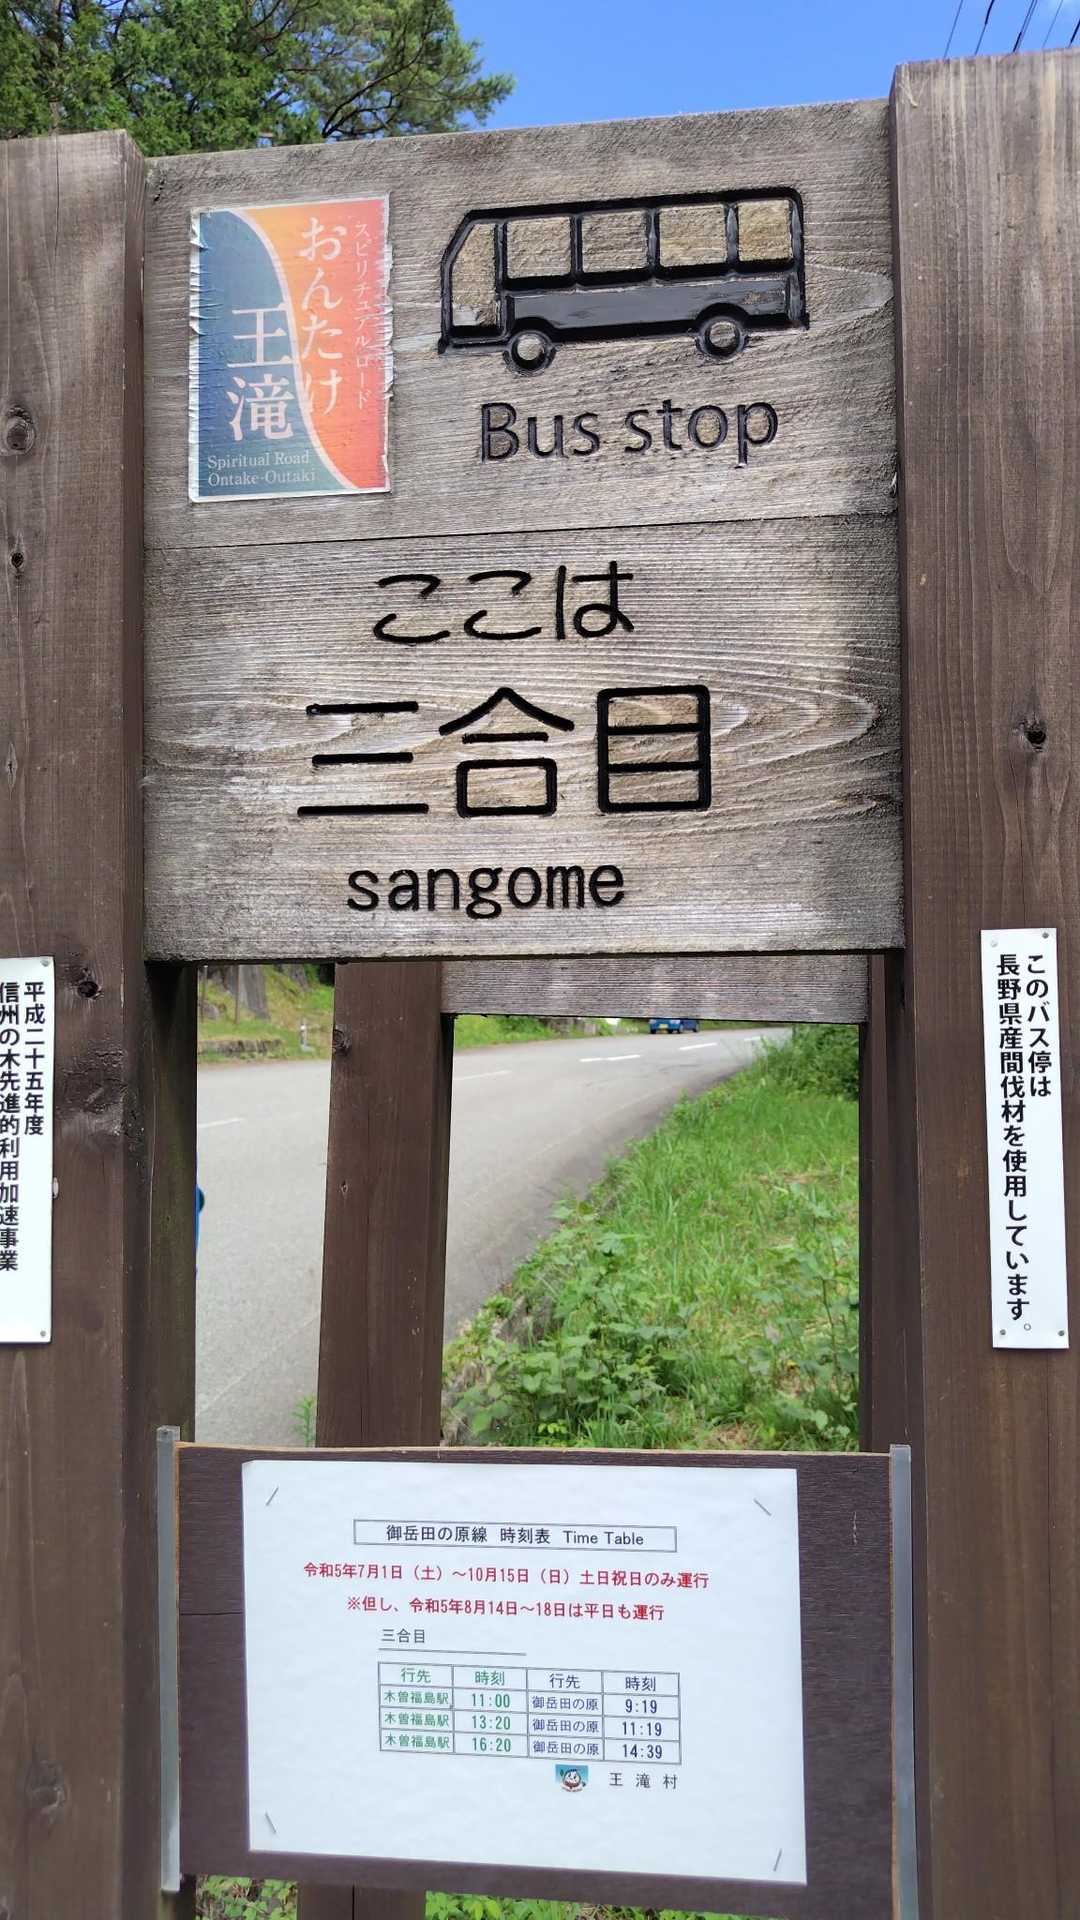 スピリチュアルロード
おんたけ
王滝
Spiritual Road
Ontake-Outaki
Bus stop
ここは
三合目
sangome
このバス停は
長野県産間伐材を使用しています。
平成二十五年度
信州の木先進的利用加速事業
御岳田の原線 時刻表 Time Table
令和5年7月1日（土）～10月15日（日）土日祝日のみ運行
※但し、令和5年8月14日～18日は平日も運行
三合目
行先 時刻 行先 時刻
木曽福島駅 11:00 御岳田の原 9:19
木曽福島駅 13:20 御岳田の原 11:19
木曽福島駅 16:20 御岳田の原 14:39
王滝村